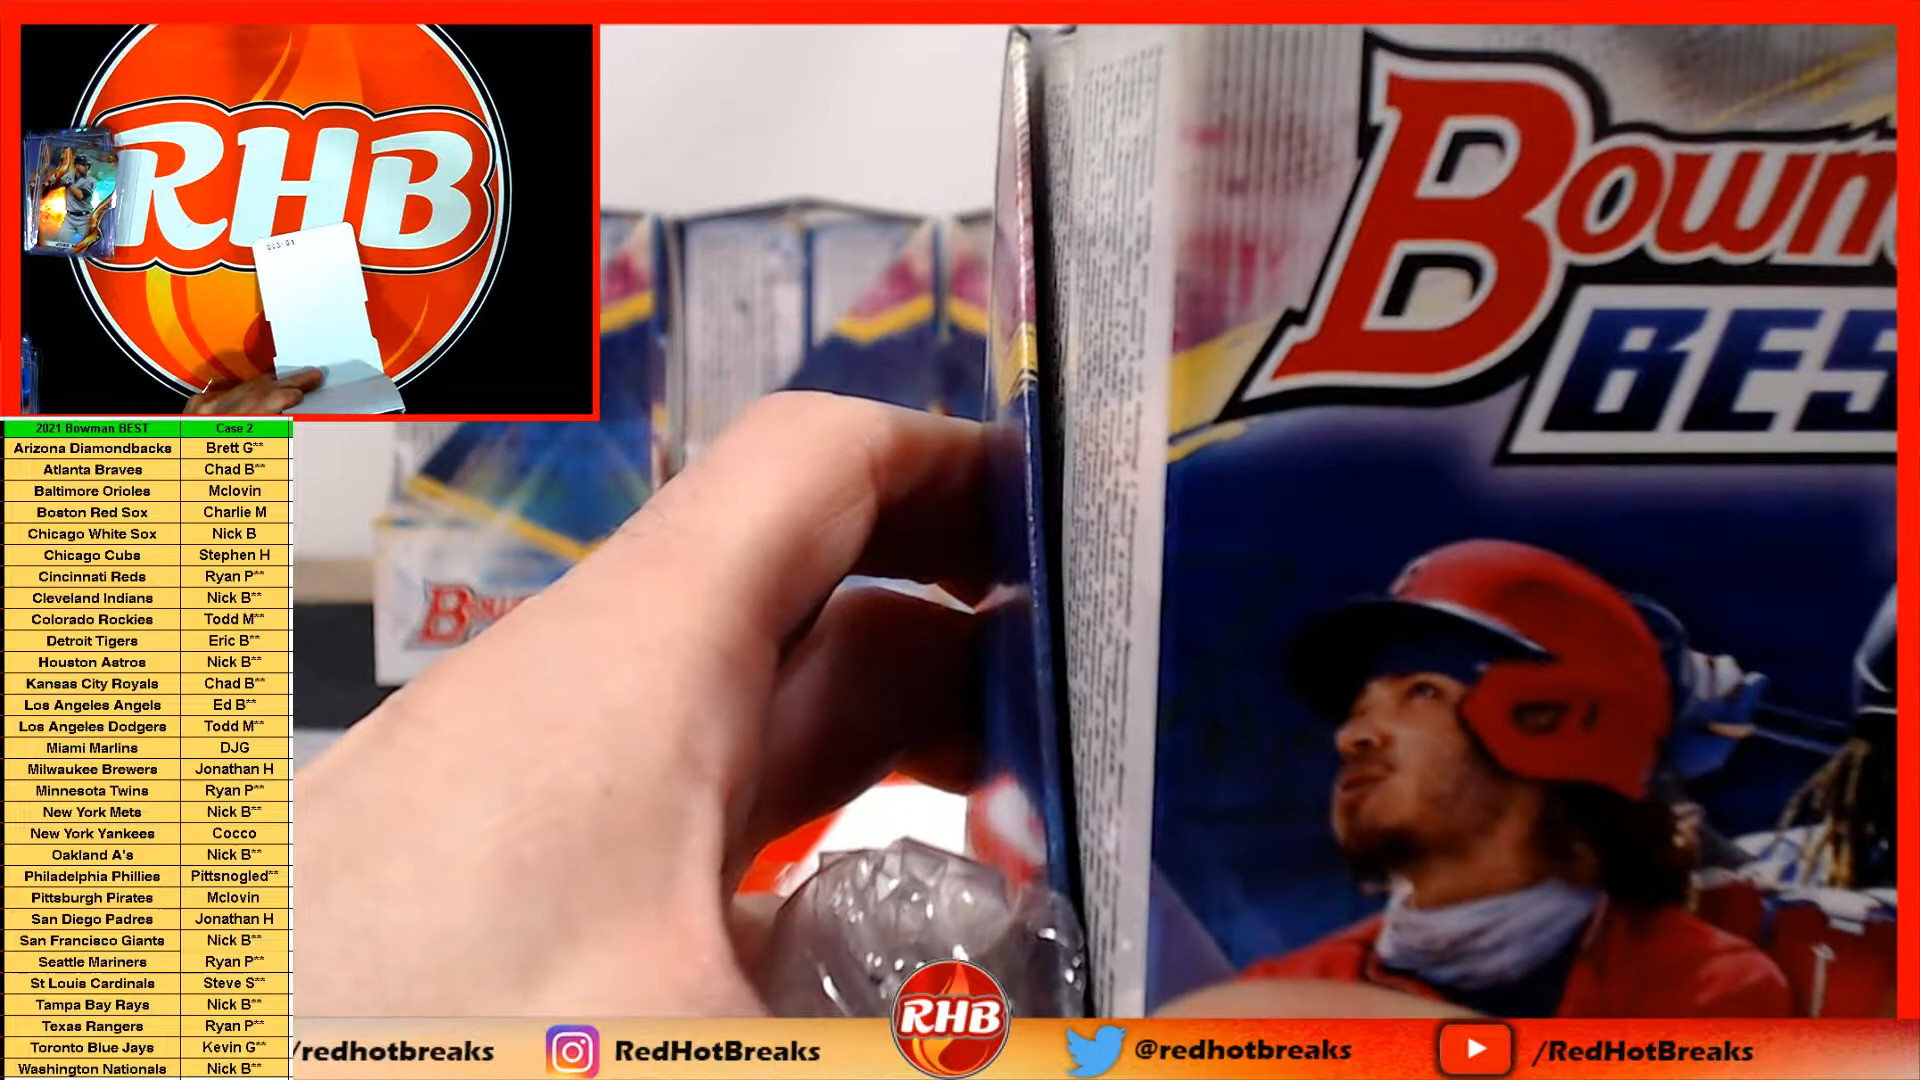 RHB
2021 Bowman BEST Case 2
Arizona Diamondbacks Brett G**
Atlanta Braves Chad B**
Baltimore Orioles Mclovin
Boston Red Sox Charlie M
Chicago White Sox Nick B
Chicago Cubs Stephen H
Cincinnati Reds Ryan P**
Cleveland Indians Nick B**
Colorado Rockies Todd M**
Detroit Tigers Eric B**
Houston Astros Nick B**
Kansas City Royals Chad B**
Los Angeles Angels Ed B**
Los Angeles Dodgers Todd M**
Miami Marlins DJG
Milwaukee Brewers Jonathan H
Minnesota Twins Ryan P**
New York Mets Nick B**
New York Yankees Cocco
Oakland A's Nick B**
Philadelphia Phillies Pittsnogled**
Pittsburgh Pirates Mclovin
San Diego Padres Jonathan H
San Francisco Giants Nick B**
Seattle Mariners Ryan P**
St Louis Cardinals Steve S**
Tampa Bay Rays Nick B**
Texas Rangers Ryan P**
Toronto Blue Jays Kevin G**
Washington Nationals Nick B**
Bowm
BES
/redhotbreaks
RedHotBreaks
RHB
@redhotbreaks
/RedHotBreaks